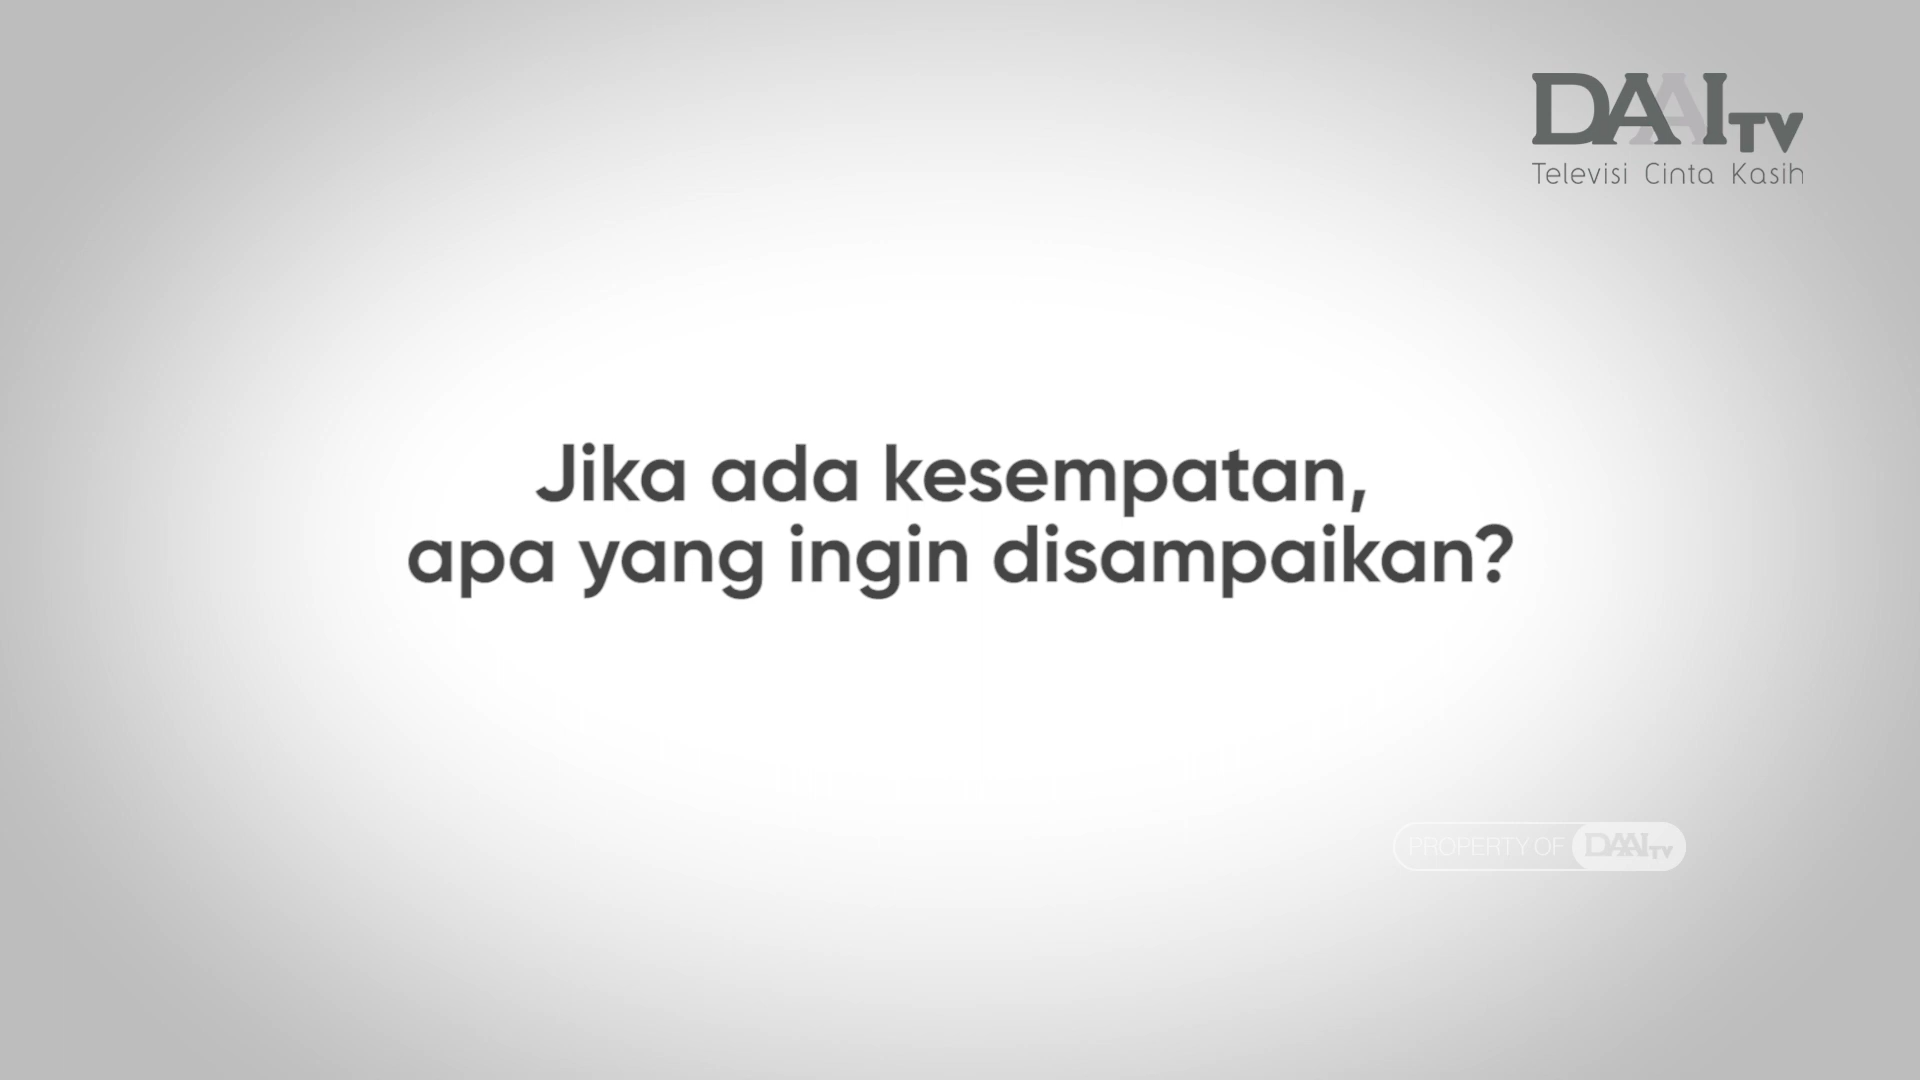 DAAI TV
Televisi Cinta Kasih
Jika ada kesempatan,
apa yang ingin disampaikan?
PROPERTY OF DAAI TV